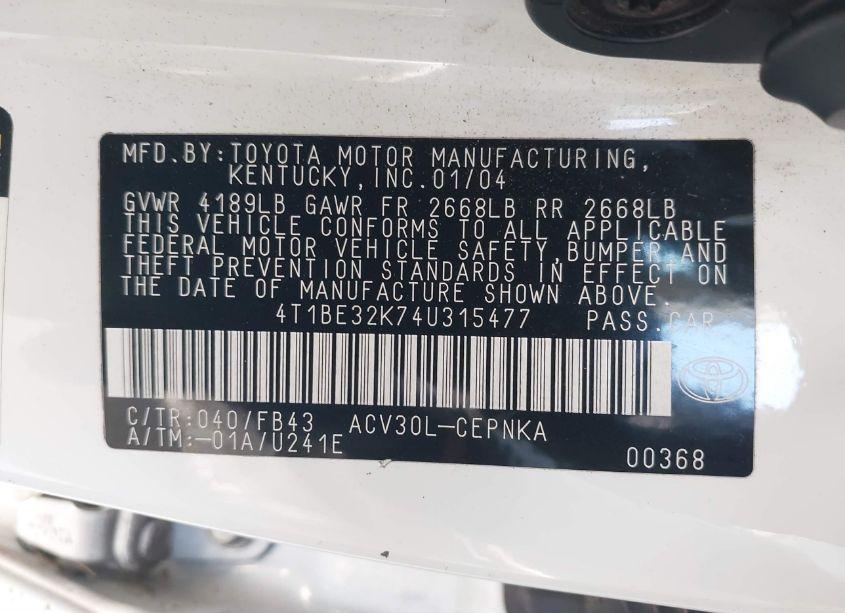 MFD.BY:TOYOTA MOTOR MANUFACTURING,
KENTUCKY,INC.01/04
GVWR 4189LB GAWR FR 2668LB RR 2668LB
THIS VEHICLE CONFORMS TO ALL APPLICABLE
FEDERAL MOTOR VEHICLE SAFETY,BUMPER,AND
THEFT PREVENTION STANDARDS IN EFFECT ON
THE DATE OF MANUFACTURE SHOWN ABOVE.
4T1BE32K74U315477 PASS.CAR
C/TR:040/FB43 ACV30L-CEPNKA
A/TM:-01A/U241E
00368